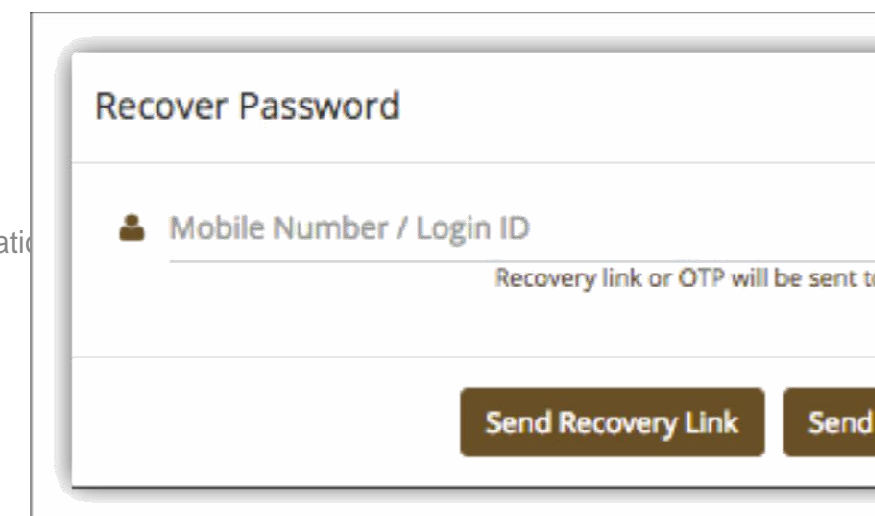 Recover Password
Mobile Number / Login ID
Recovery link or OTP will be sent
Send Recovery Link
Send